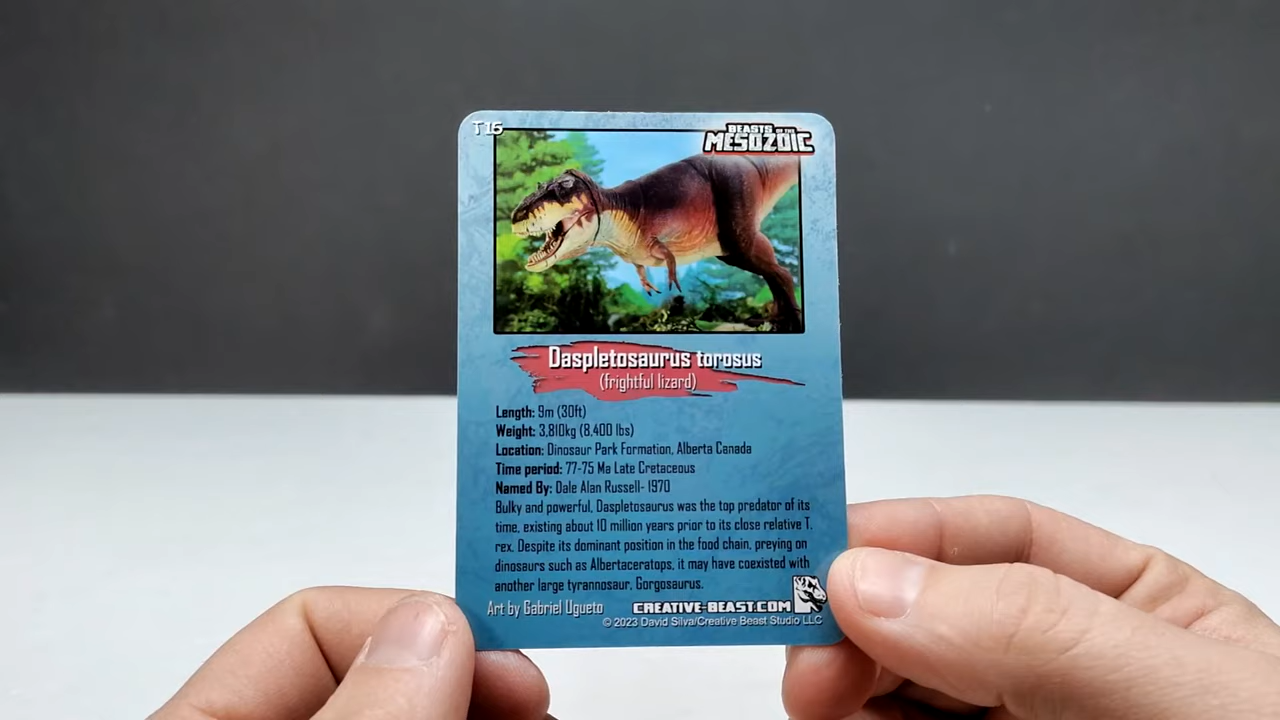 T15
BEASTS OF THE
MESOZOIC
Daspletosaurus torosus
(frightful lizard)
Length: 9m (30ft)
Weight: 3,810kg (8,400 lbs)
Location: Dinosaur Park Formation, Alberta Canada
Time period: 77-75 Ma Late Cretaceous
Named By: Dale Alan Russell- 1970
Bulky and powerful, Daspletosaurus was the top predator of its
time, existing about 10 million years prior to its close relative T.
rex. Despite its dominant position in the food chain, preying on
dinosaurs such as Albertaceratops, it may have coexisted with
another large tyrannosaur, Gorgosaurus.
Art by Gabriel Ugueto
CREATIVE-BEAST.COM
© 2023 David Silva/Creative Beast Studio LLC